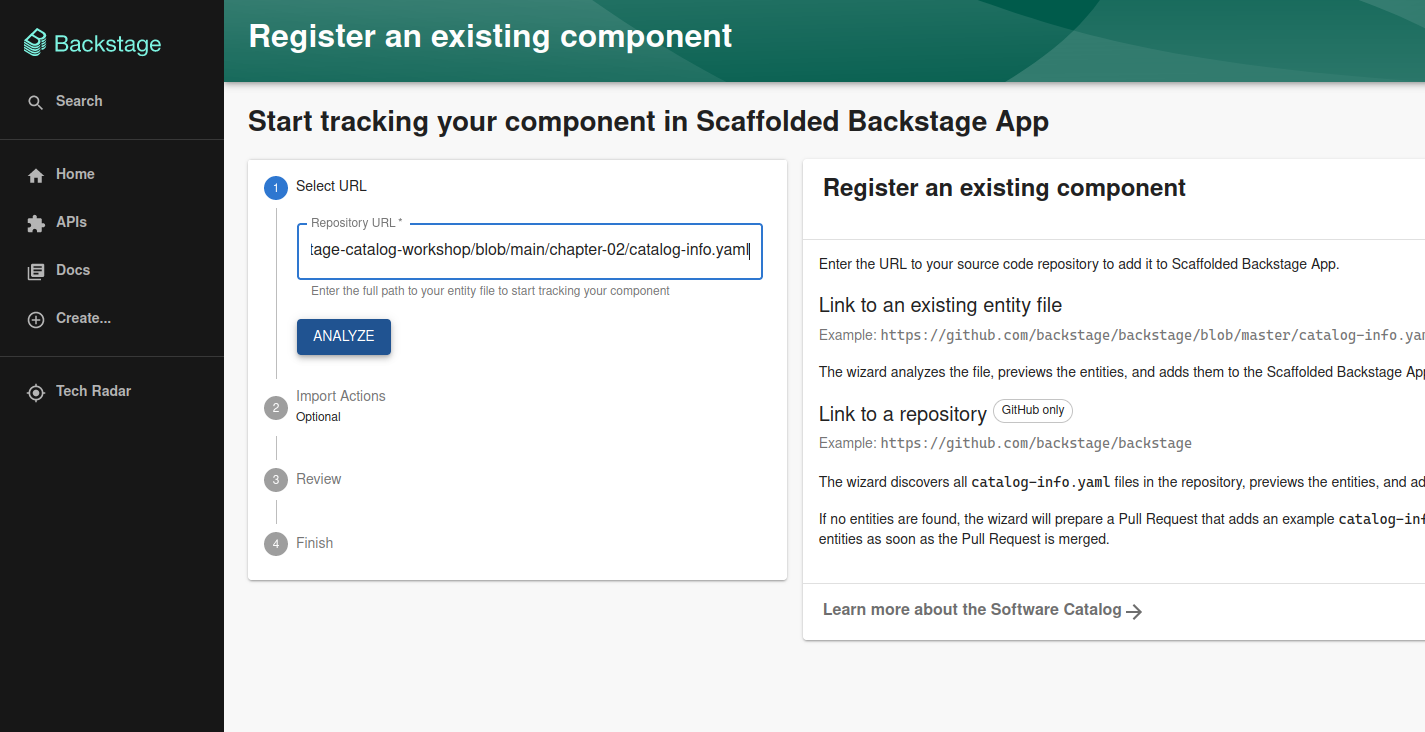 Backstage
Search
Home
APIs
Docs
Create...
Tech Radar
Register an existing component
Start tracking your component in Scaffolded Backstage App
1
Select URL
Repository URL *
tage-catalog-workshop/blob/main/chapter-02/catalog-info.yaml
Enter the full path to your entity file to start tracking your component
ANALYZE
2
Import Actions
Optional
3
Review
4
Finish
Register an existing component
Enter the URL to your source code repository to add it to Scaffolded Backstage App.
Link to an existing entity file
Example: https://github.com/backstage/backstage/blob/master/catalog-info.yam
The wizard analyzes the file, previews the entities, and adds them to the Scaffolded Backstage App
Link to a repository GitHub only
Example: https://github.com/backstage/backstage
The wizard discovers all catalog-info.yaml files in the repository, previews the entities, and ad
If no entities are found, the wizard will prepare a Pull Request that adds an example catalog-inf
entities as soon as the Pull Request is merged.
Learn more about the Software Catalog